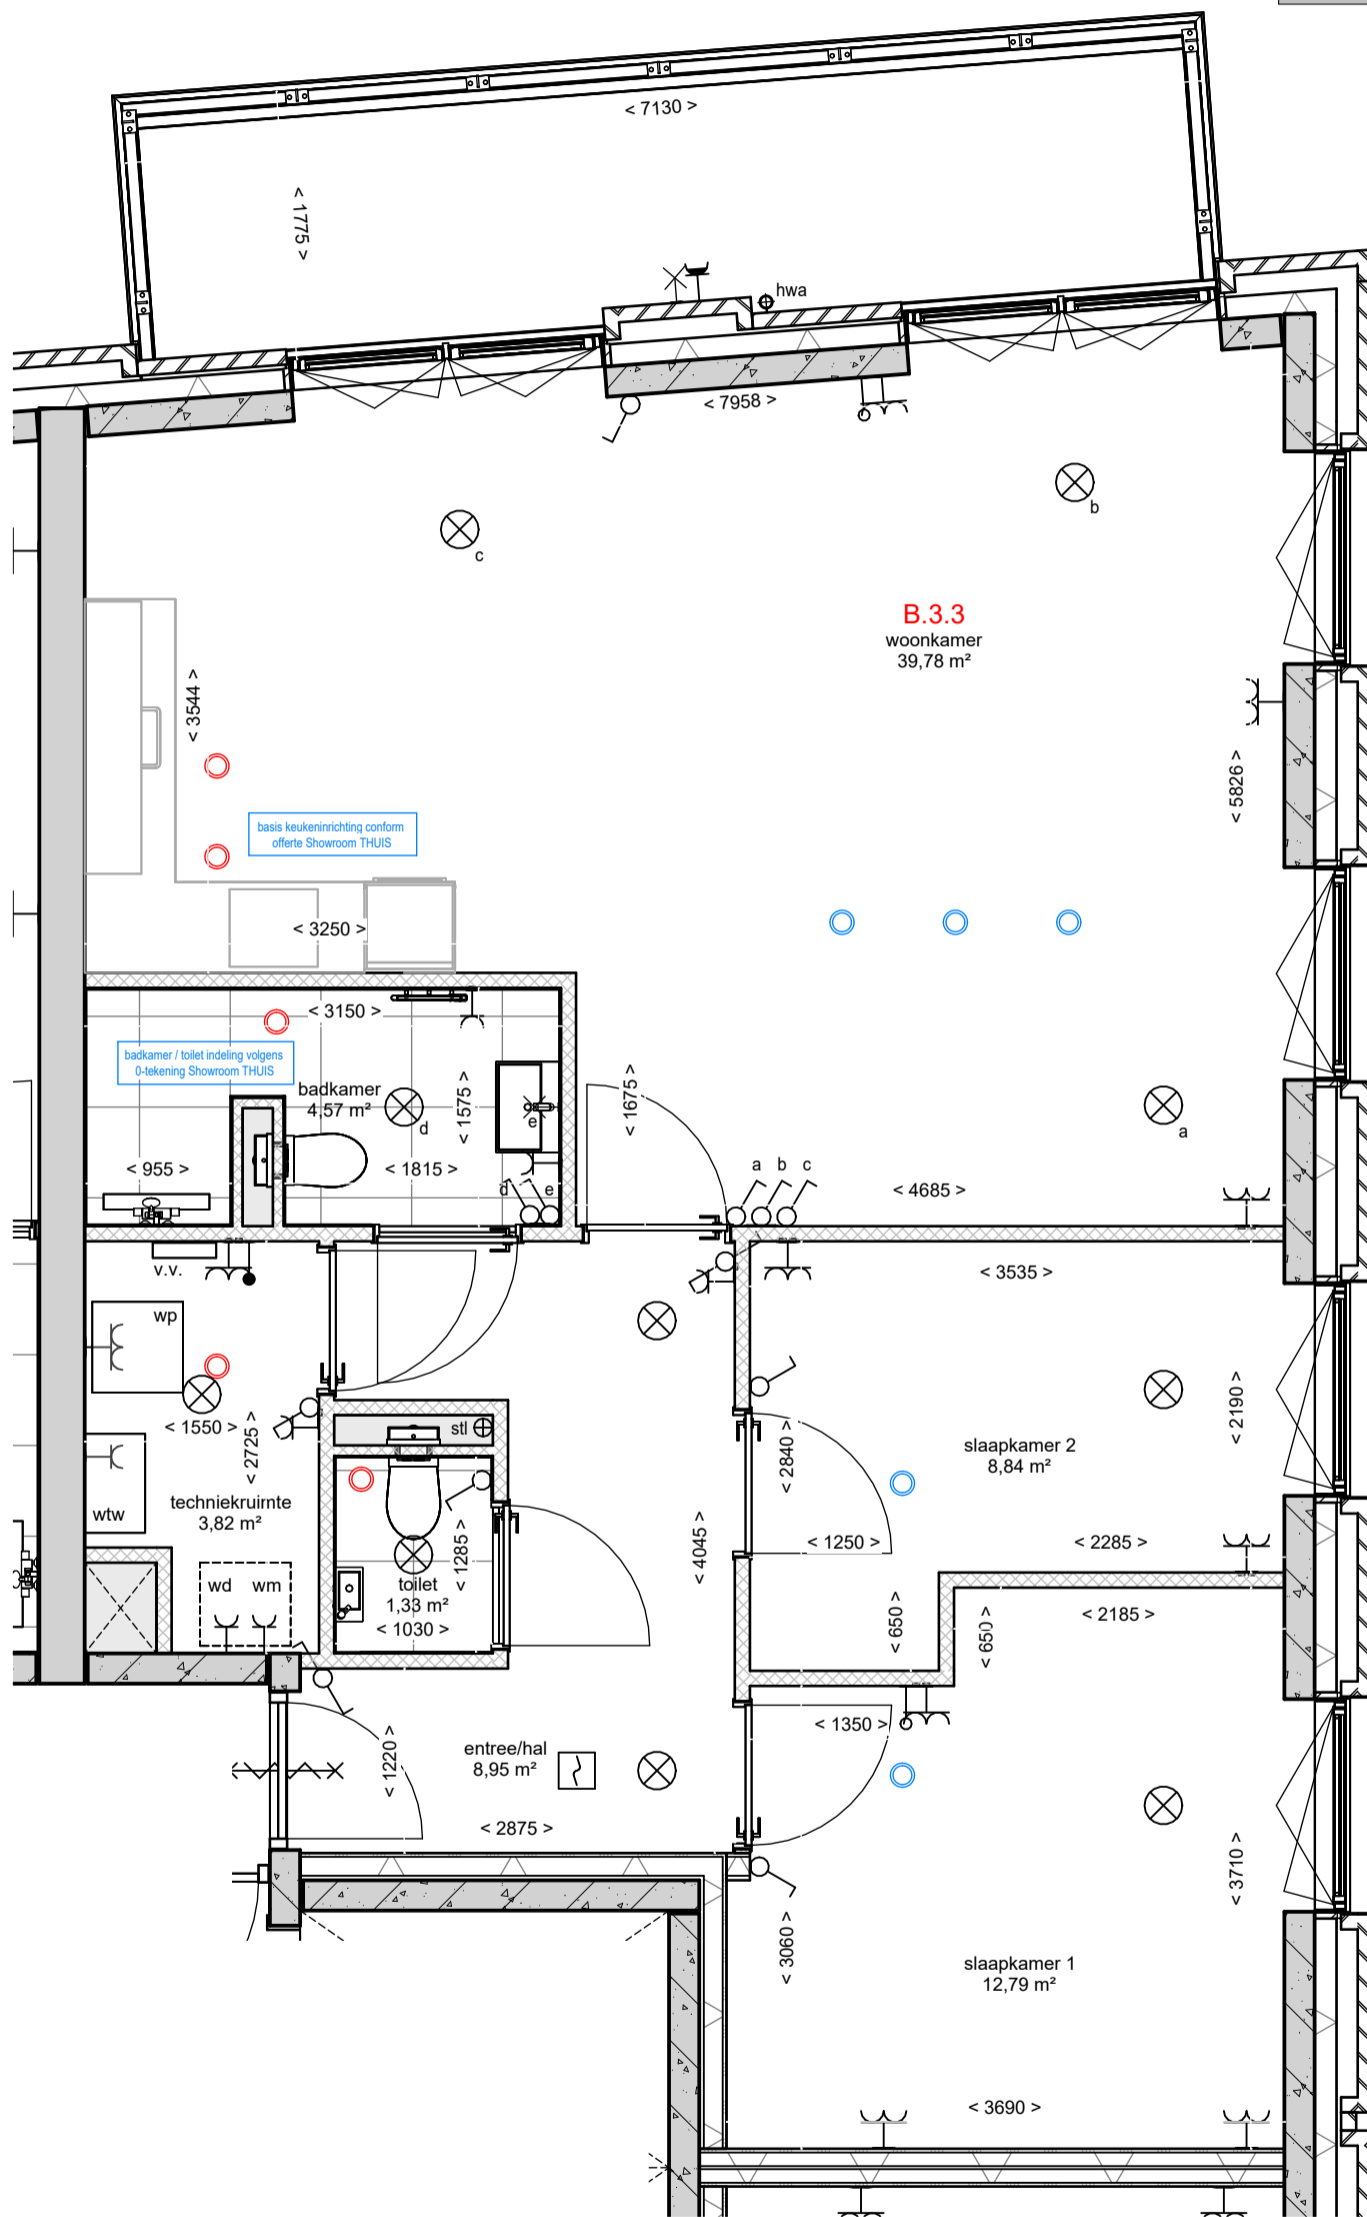 < 7130 >
< 1775 >
hwa
< 7958 >
c
b
B.3.3
woonkamer
39,78 m²
< 3544 >
< 5826 >
basis keukeninrichting conform
offerte Showroom THUIS
< 3250 >
< 3150 >
badkamer / toilet indeling volgens
0-tekening Showroom THUIS
badkamer
4,57 m²
d
< 1575 >
e
< 1675 >
a
< 955 >
< 1815 >
d
e
a
b
c
< 4685 >
v.v.
< 3535 >
wp
< 1550 >
< 2725 >
stl
< 2840 >
< 2190 >
slaapkamer 2
8,84 m²
wtw
techniekruimte
3,82 m²
< 1285 >
< 4045 >
< 1250 >
< 2285 >
wd
wm
toilet
1,33 m²
< 1030 >
< 650 >
< 650 >
< 2185 >
< 1350 >
< 1220 >
entree/hal
8,95 m²
< 2875 >
< 3710 >
< 3060 >
slaapkamer 1
12,79 m²
< 3690 >